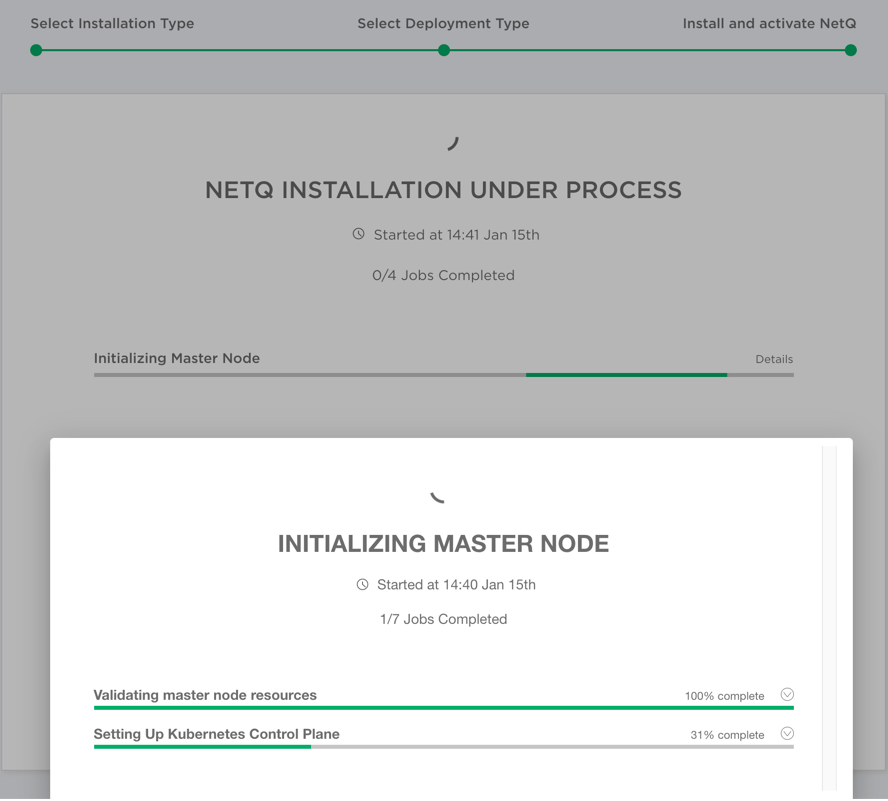 Select Installation Type
Select Deployment Type
Install and activate NetQ
NETQ INSTALLATION UNDER PROCESS
Started at 14:41 Jan 15th
0/4 Jobs Completed
Initializing Master Node
Details
INITIALIZING MASTER NODE
Started at 14:40 Jan 15th
1/7 Jobs Completed
Validating master node resources
100% complete
Setting Up Kubernetes Control Plane
31% complete